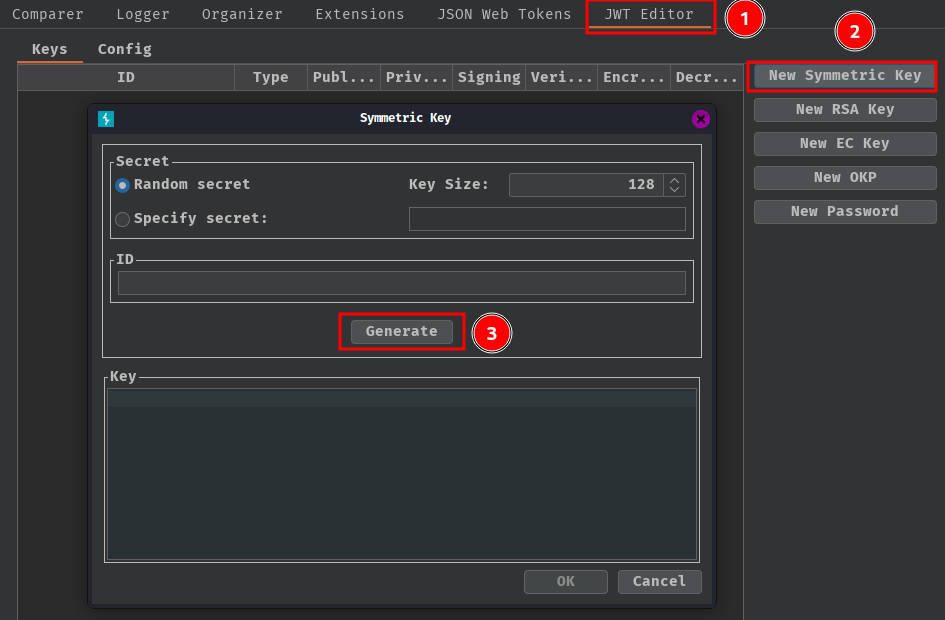 Comparer Logger Organizer Extensions JSON Web Tokens JWT Editor 1
2
Keys Config
ID Type Publ... Priv... Signing Veri... Encr... Decr... New Symmetric Key
New RSA Key
Symmetric Key
New EC Key
Secret
Random secret Key Size: 128
New OKP
Specify secret:
New Password
ID
Generate 3
Key
OK Cancel